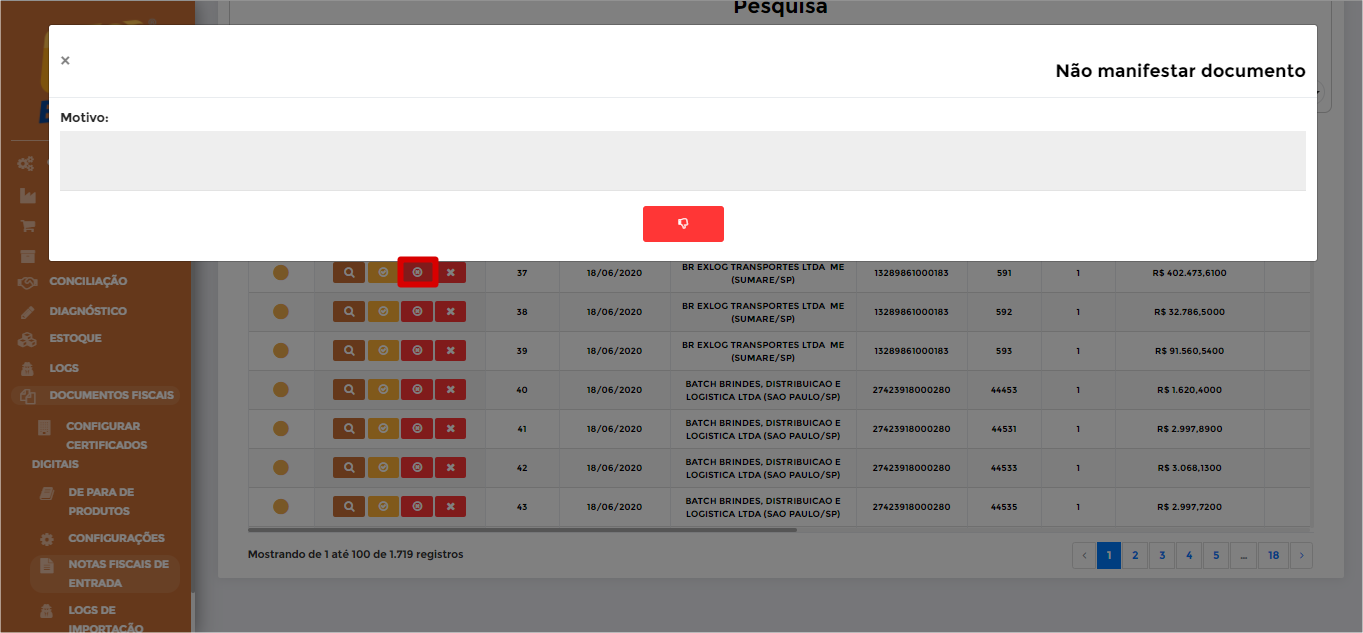 Pesquisa
×
Não manifestar documento
Motivo:
CONCILIAÇÃO
DIAGNÓSTICO
ESTOQUE
LOGS
DOCUMENTOS FISCAIS
CONFIGURAR
CERTIFICADOS
DIGITAIS
DE PARA DE
PRODUTOS
CONFIGURAÇÕES
NOTAS FISCAIS DE
ENTRADA
LOGS DE
IMPORTAÇÃO
37 18/06/2020 BR EXLOG TRANSPORTES LTDA ME (SUMARE/SP) 13289861000183 591 1 R$ 402.473,6100
38 18/06/2020 BR EXLOG TRANSPORTES LTDA ME (SUMARE/SP) 13289861000183 592 1 R$ 32.786,5000
39 18/06/2020 BR EXLOG TRANSPORTES LTDA ME (SUMARE/SP) 13289861000183 593 1 R$ 91.560,5400
40 18/06/2020 BATCH BRINDES, DISTRIBUICAO E LOGISTICA LTDA (SAO PAULO/SP) 27423918000280 44453 1 R$ 1.620,4000
41 18/06/2020 BATCH BRINDES, DISTRIBUICAO E LOGISTICA LTDA (SAO PAULO/SP) 27423918000280 44531 1 R$ 2.997,8900
42 18/06/2020 BATCH BRINDES, DISTRIBUICAO E LOGISTICA LTDA (SAO PAULO/SP) 27423918000280 44533 1 R$ 3.068,1300
43 18/06/2020 BATCH BRINDES, DISTRIBUICAO E LOGISTICA LTDA (SAO PAULO/SP) 27423918000280 44535 1 R$ 2.997,7200
Mostrando de 1 até 100 de 1.719 registros
‹ 1 2 3 4 5 ... 18 ›